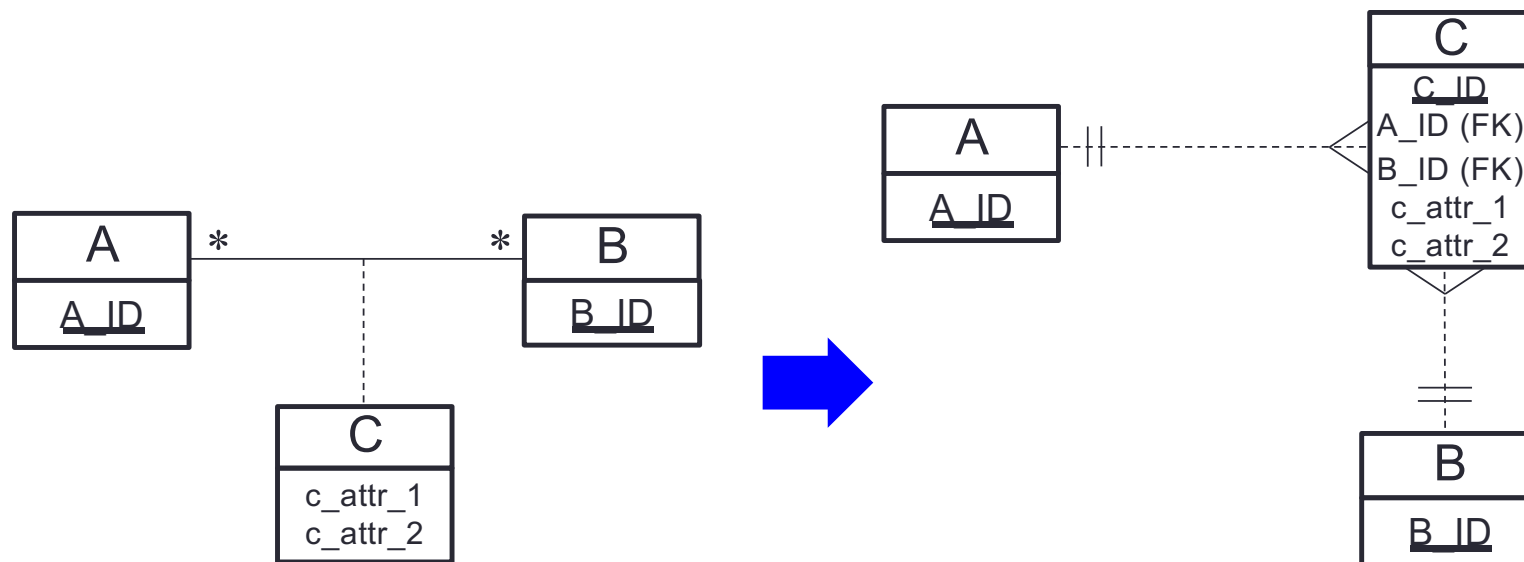 A
A_ID
*
*
B
B_ID
C
c_attr_1
c_attr_2
A
A_ID
C
C_ID
A_ID (FK)
B_ID (FK)
c_attr_1
c_attr_2
B
B_ID